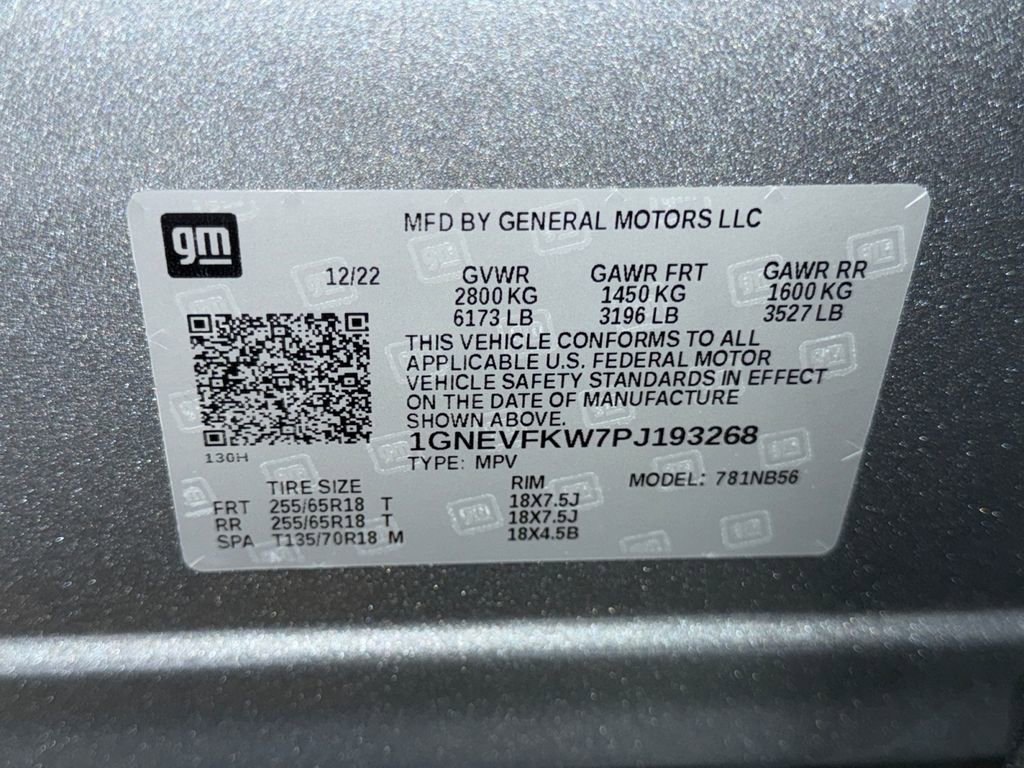 gm
MFD BY GENERAL MOTORS LLC
12/22 GVWR GAWR FRT GAWR RR
2800 KG 1450 KG 1600 KG
6173 LB 3196 LB 3527 LB
THIS VEHICLE CONFORMS TO ALL
APPLICABLE U.S. FEDERAL MOTOR
VEHICLE SAFETY STANDARDS IN EFFECT
ON THE DATE OF MANUFACTURE
SHOWN ABOVE.
1GNEVFKW7PJ193268
130H
TYPE: MPV
TIRE SIZE RIM MODEL: 781NB56
FRT 255/65R18 T 18X7.5J
RR 255/65R18 T 18X7.5J
SPA T135/70R18 M 18X4.5B